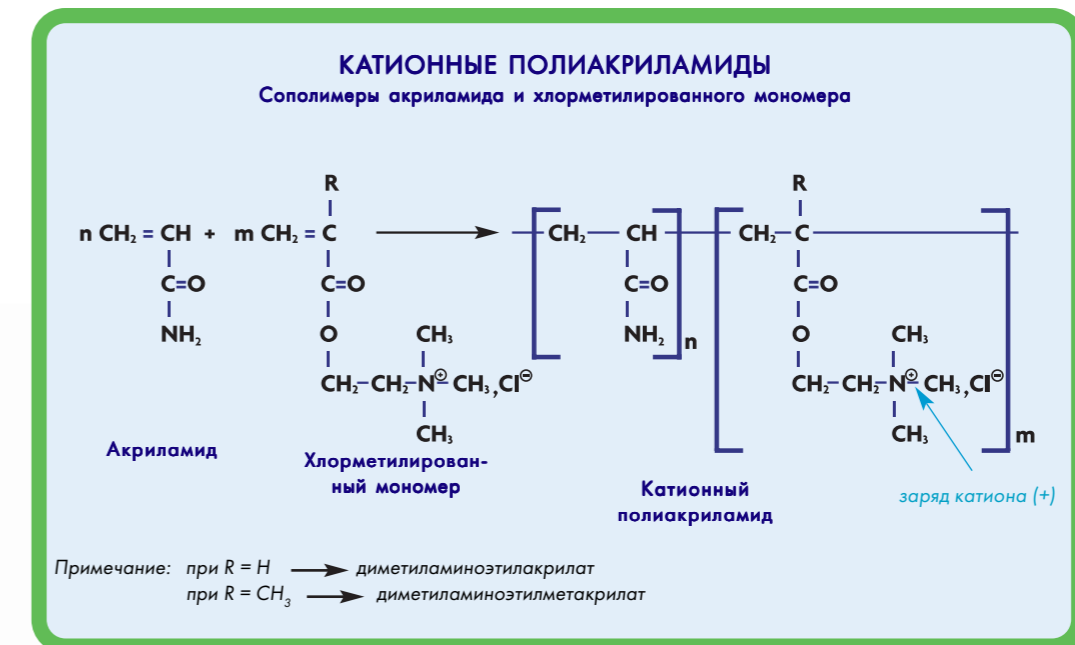 КАТИОННЫЕ ПОЛИАКРИЛАМИДЫ
Сополимеры акриламида и хлорметилированного мономера
R R
n CH₂ = CH + m CH₂ = C CH₂ CH CH₂ C
C=O C=O C=O C=O
NH₂ O CH₃ NH₂ n O CH₃
CH₂-CH₂-N⊕-CH₃,Cl⊖ CH₂-CH₂-N⊕-CH₃,Cl⊖
CH₃ CH₃ m
Акриламид
Хлорметилирован-
ный мономер
Катионный
полиакриламид
заряд катиона (+)
Примечание: при R = H → диметиламиноэтилакрилат
при R = CH₃ → диметиламиноэтилметакрилат